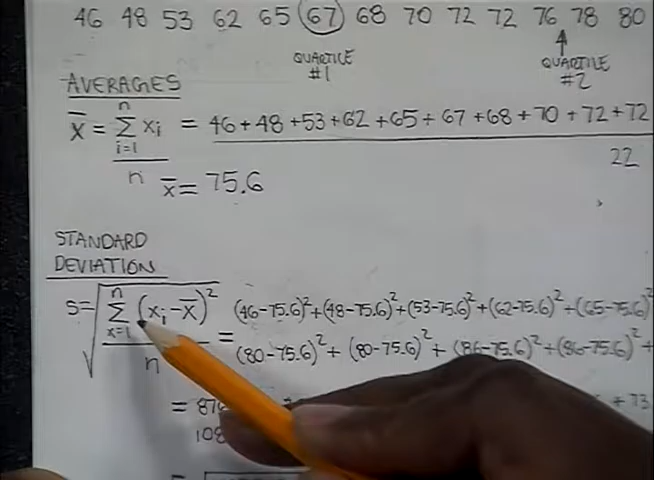 46 48 53 62 65 67 68 70 72 72 76 78 80
QUARTILE #1
QUARTILE #2
AVERAGES
x̄ = Σ xᵢ = 46+48+53+62+65+67+68+70+72+72
n
i=1
n
22
x̄ = 75.6
STANDARD
DEVIATION
s = √ Σ (xᵢ - x̄)² = (46-75.6)²+(48-75.6)²+(53-75.6)²+(62-75.6)²+(65-75.6)²
n
x=1
n
(80-75.6)²+(80-75.6)²+(86-75.6)²+(86-75.6)²+
= 876
+ 73
108
= √